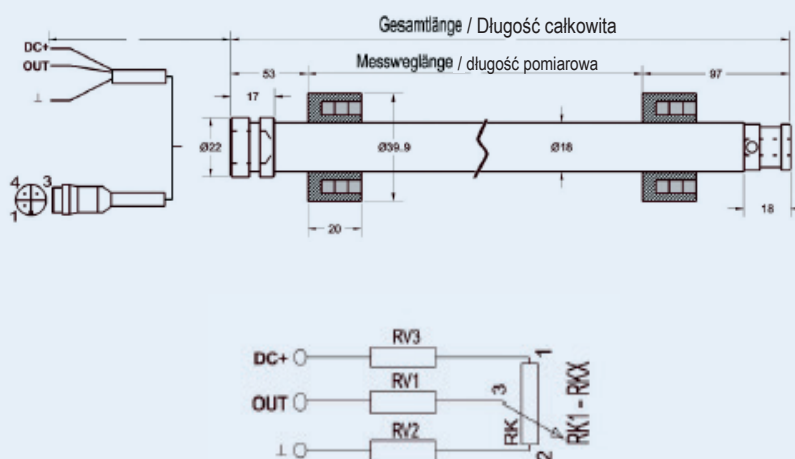 Gesamtlänge / Długość całkowita
DC+
OUT
⊥
53
Messweglänge / długość pomiarowa
97
17
Ø22
Ø39.9
Ø18
4 3
1
20
18
RV3
DC+
1
RV1
OUT
3
RK
RK1 - RKX
RV2
⊥
2